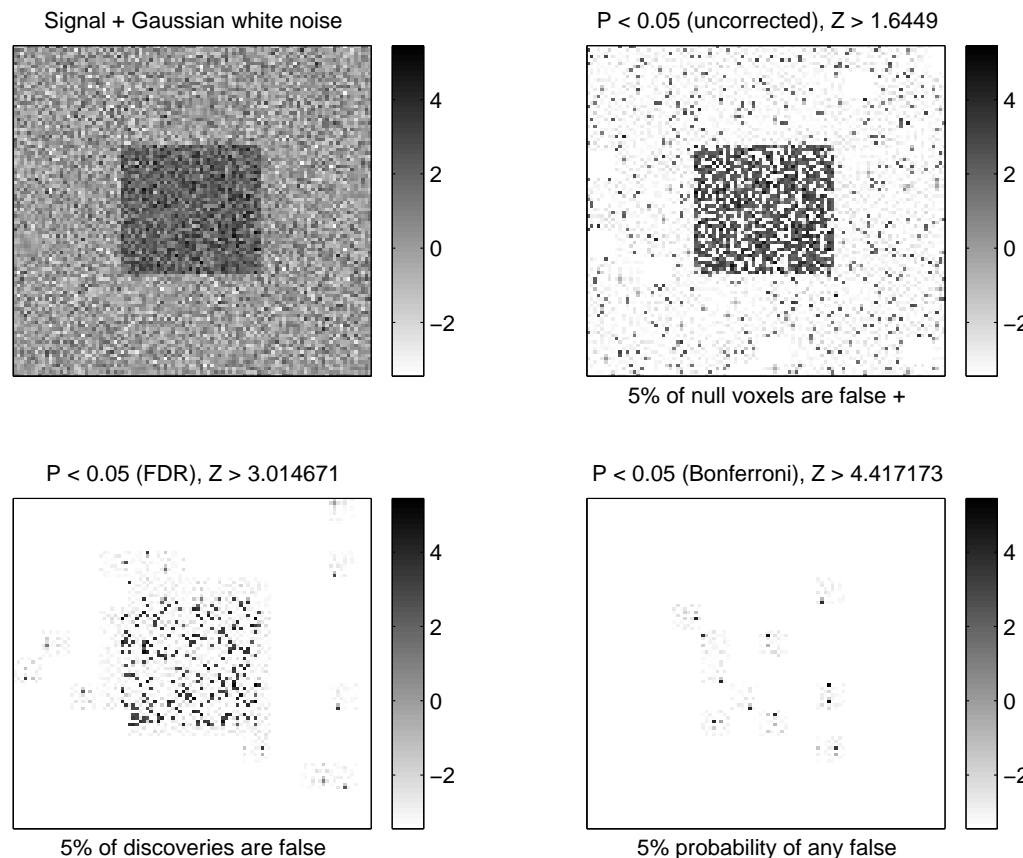 Signal + Gaussian white noise
4
2
0
−2
P < 0.05 (uncorrected), Z > 1.6449
4
2
0
−2
5% of null voxels are false +
P < 0.05 (FDR), Z > 3.014671
4
2
0
−2
5% of discoveries are false
P < 0.05 (Bonferroni), Z > 4.417173
4
2
0
−2
5% probability of any false